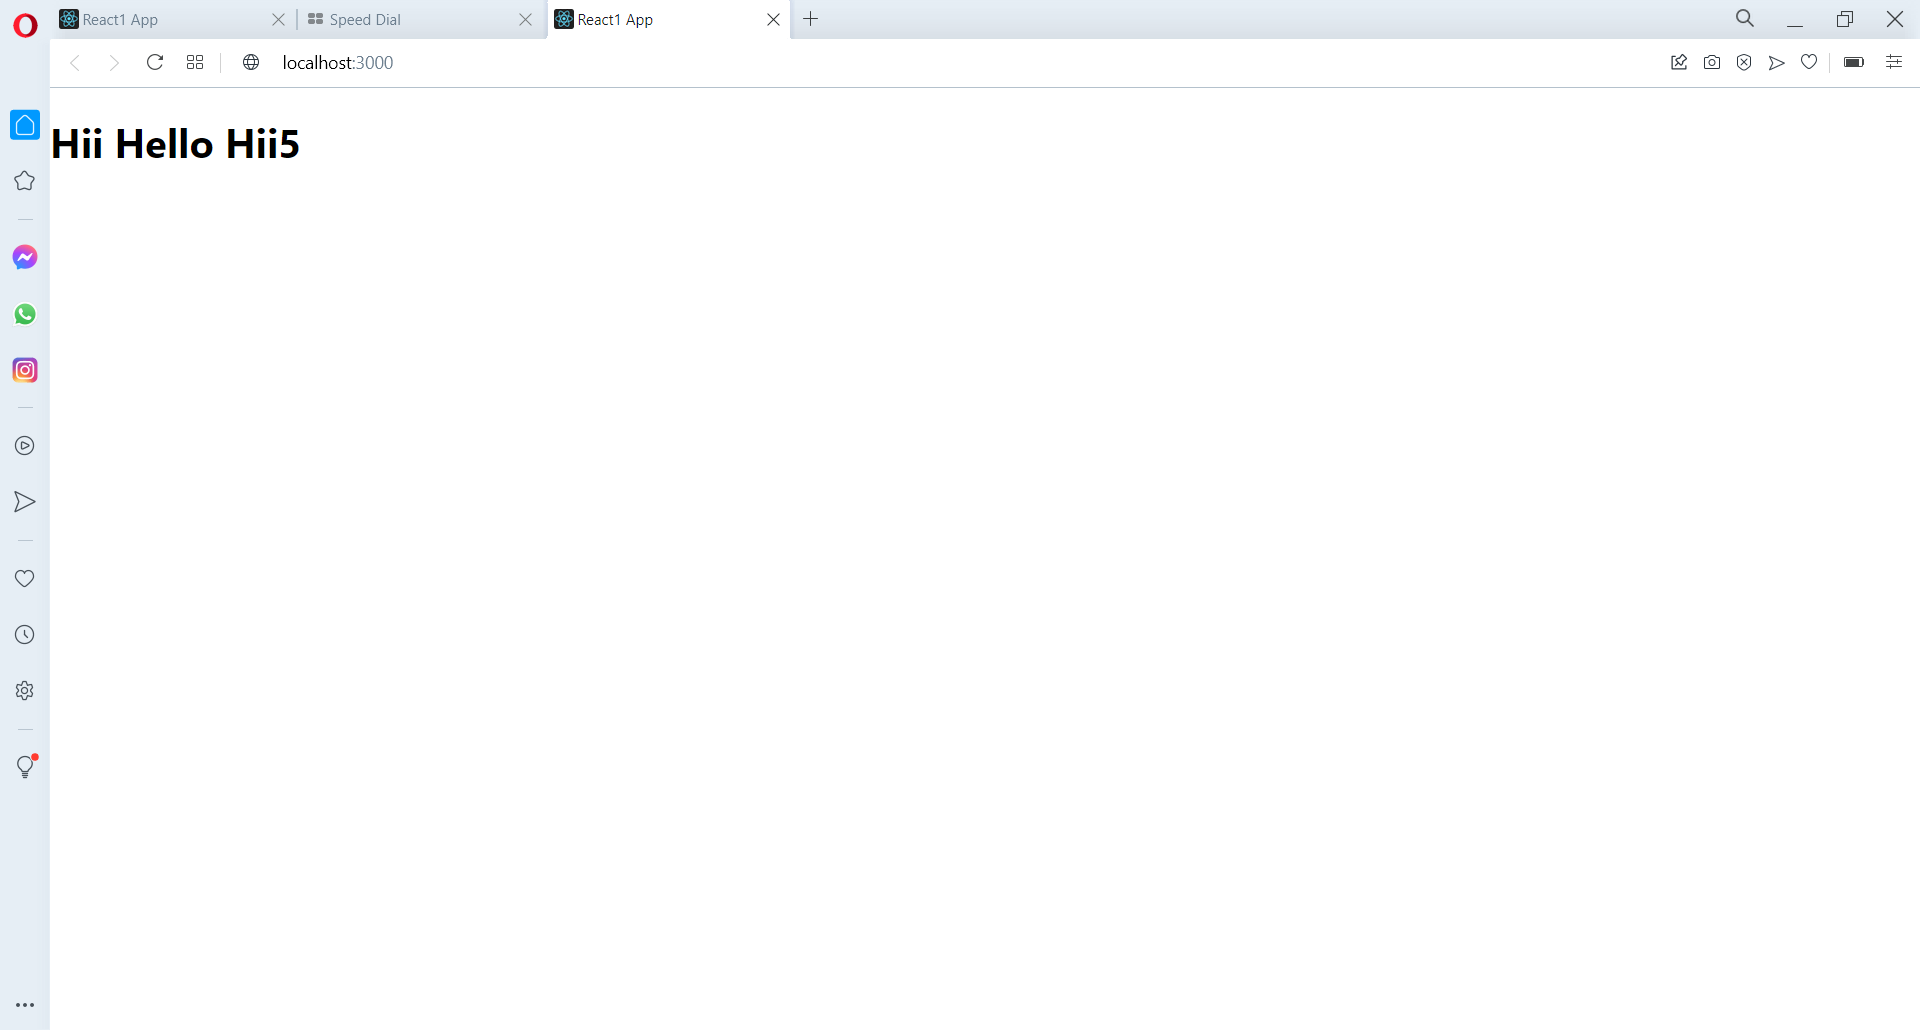 React1 App
Speed Dial
React1 App
localhost:3000
Hii Hello Hii5